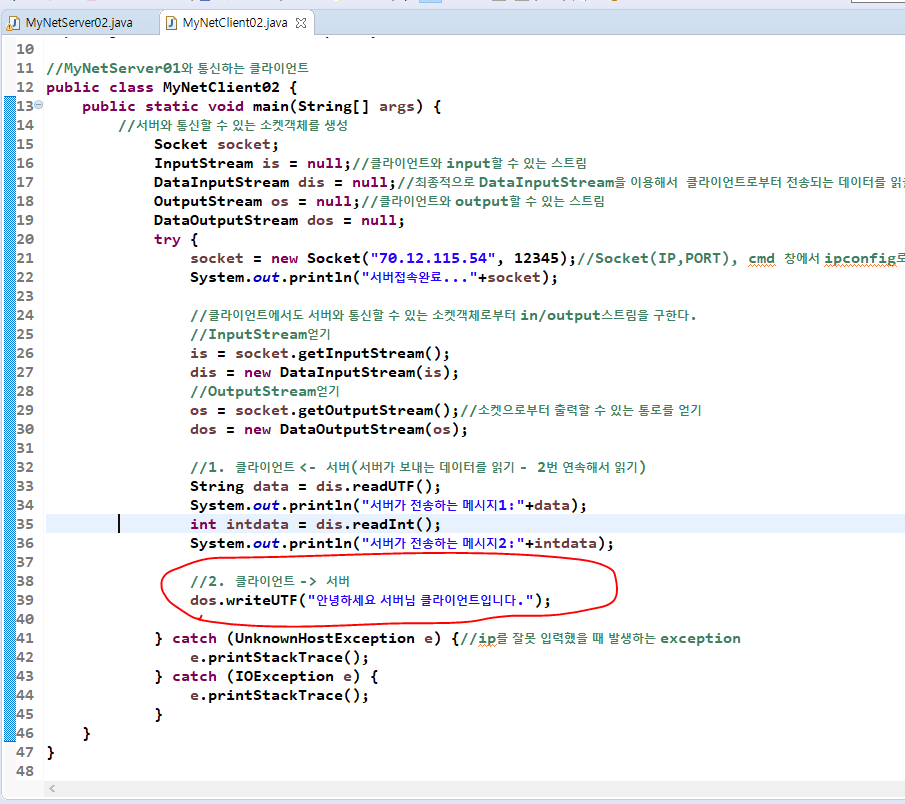 MyNetServer02.java
MyNetClient02.java
10
11 //MyNetServer01와 통신하는 클라이언트
12 public class MyNetClient02 {
13 public static void main(String[] args) {
14 //서버와 통신할 수 있는 소켓객체를 생성
15 Socket socket;
16 InputStream is = null;//클라이언트와 input할 수 있는 스트림
17 DataInputStream dis = null;//최종적으로 DataInputStream을 이용해서 클라이언트로부터 전송되는 데이터를
18 OutputStream os = null;//클라이언트와 output할 수 있는 스트림
19 DataOutputStream dos = null;
20 try {
21 socket = new Socket("70.12.115.54", 12345);//Socket(IP,PORT), cmd 창에서 ipconfig로
22 System.out.println("서버접속완료..."+socket);
23
24 //클라이언트에서도 서버와 통신할 수 있는 소켓객체로부터 in/output스트림을 구한다.
25 //InputStream얻기
26 is = socket.getInputStream();
27 dis = new DataInputStream(is);
28 //OutputStream얻기
29 os = socket.getOutputStream();//소켓으로부터 출력할 수 있는 통로를 얻기
30 dos = new DataOutputStream(os);
31
32 //1. 클라이언트 <- 서버(서버가 보내는 데이터를 읽기 - 2번 연속해서 읽기)
33 String data = dis.readUTF();
34 System.out.println("서버가 전송하는 메시지1:"+data);
35 int intdata = dis.readInt();
36 System.out.println("서버가 전송하는 메시지2:"+intdata);
37
38 //2. 클라이언트 -> 서버
39 dos.writeUTF("안녕하세요 서버님 클라이언트입니다.");
40
41 } catch (UnknownHostException e) {//ip를 잘못 입력했을 때 발생하는 exception
42 e.printStackTrace();
43 } catch (IOException e) {
44 e.printStackTrace();
45 }
46 }
47 }
48